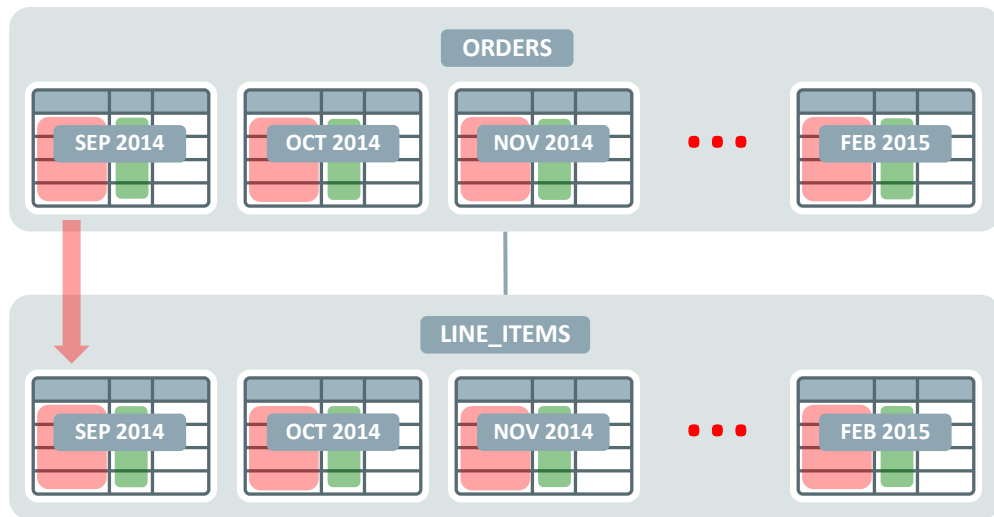 ORDERS
SEP 2014
OCT 2014
NOV 2014
...
FEB 2015
LINE_ITEMS
SEP 2014
OCT 2014
NOV 2014
...
FEB 2015